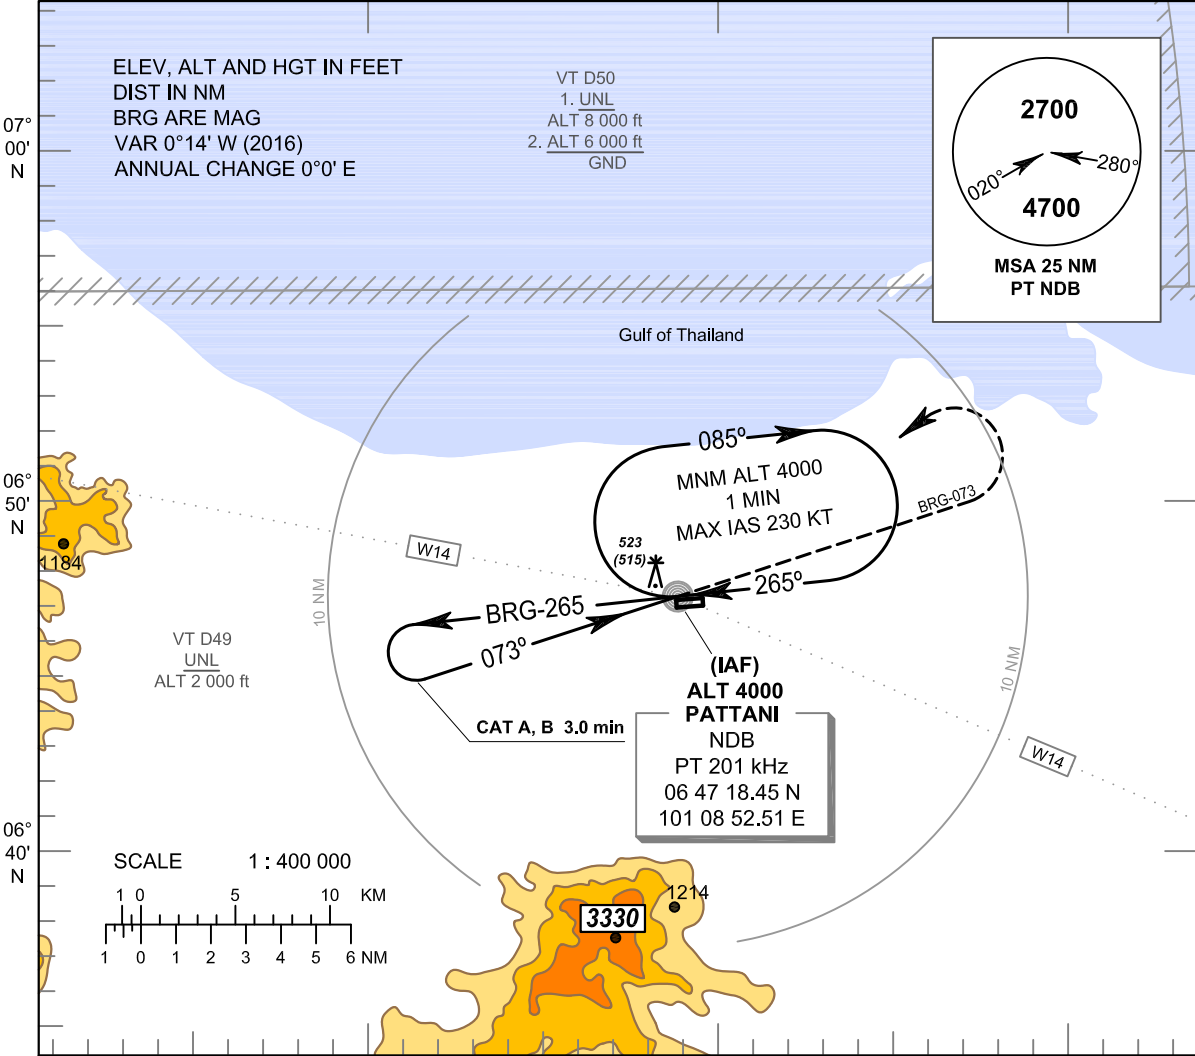 ELEV, ALT AND HGT IN FEET
DIST IN NM
BRG ARE MAG
VAR 0°14' W (2016)
ANNUAL CHANGE 0°0' E
VT D50
1. UNL
ALT 8 000 ft
2. ALT 6 000 ft
GND
2700
020°
280°
4700
MSA 25 NM
PT NDB
07°
00'
N
Gulf of Thailand
085º
MNM ALT 4000
1 MIN
MAX IAS 230 KT
BRG-073
06°
50'
N
1184
W14
523
(515)
265º
BRG-265
073º
10 NM
10 NM
VT D49
UNL
ALT 2 000 ft
CAT A, B 3.0 min
(IAF)
ALT 4000
PATTANI
NDB
PT 201 kHz
06 47 18.45 N
101 08 52.51 E
W14
06°
40'
N
SCALE 1 : 400 000
1 0 5 10 KM
1 0 1 2 3 4 5 6 NM
1214
3330